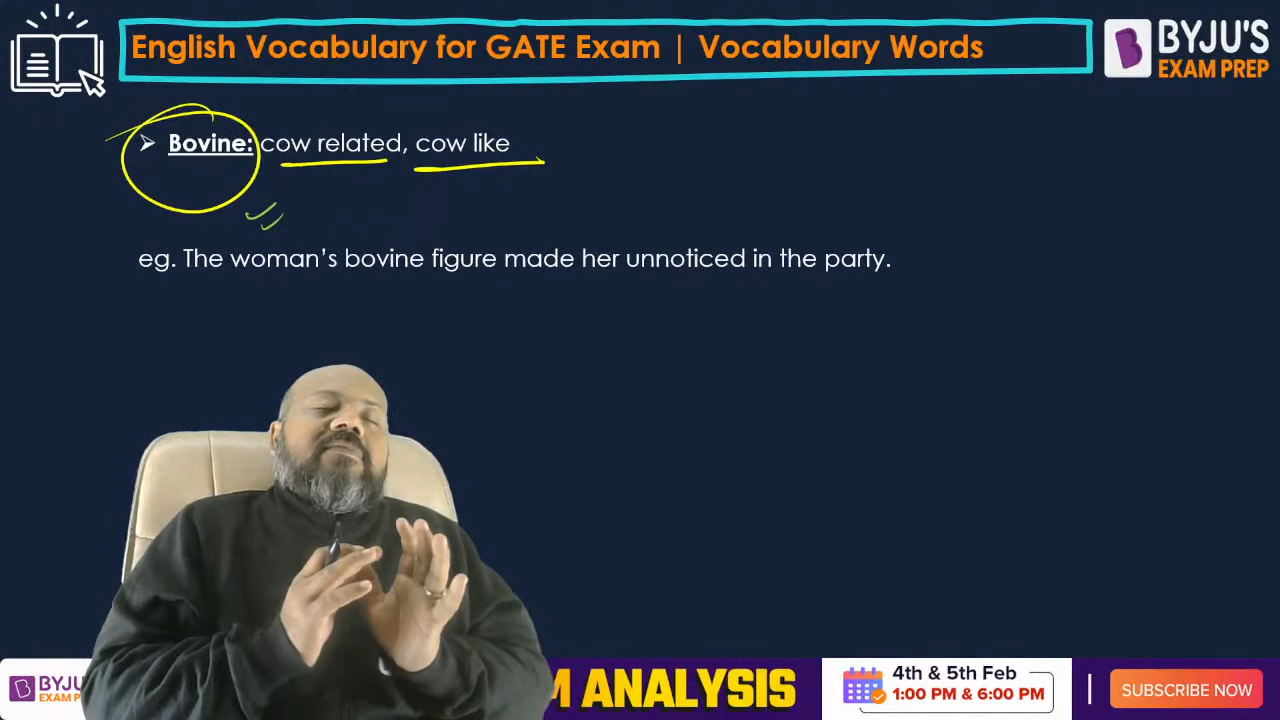 English Vocabulary for GATE Exam | Vocabulary Words
BYJU'S
EXAM PREP
➢ Bovine: cow related, cow like
eg. The woman's bovine figure made her unnoticed in the party.
BYJU
EXAM PREP
M ANALYSIS
4th & 5th Feb
1:00 PM & 6:00 PM
SUBSCRIBE NOW